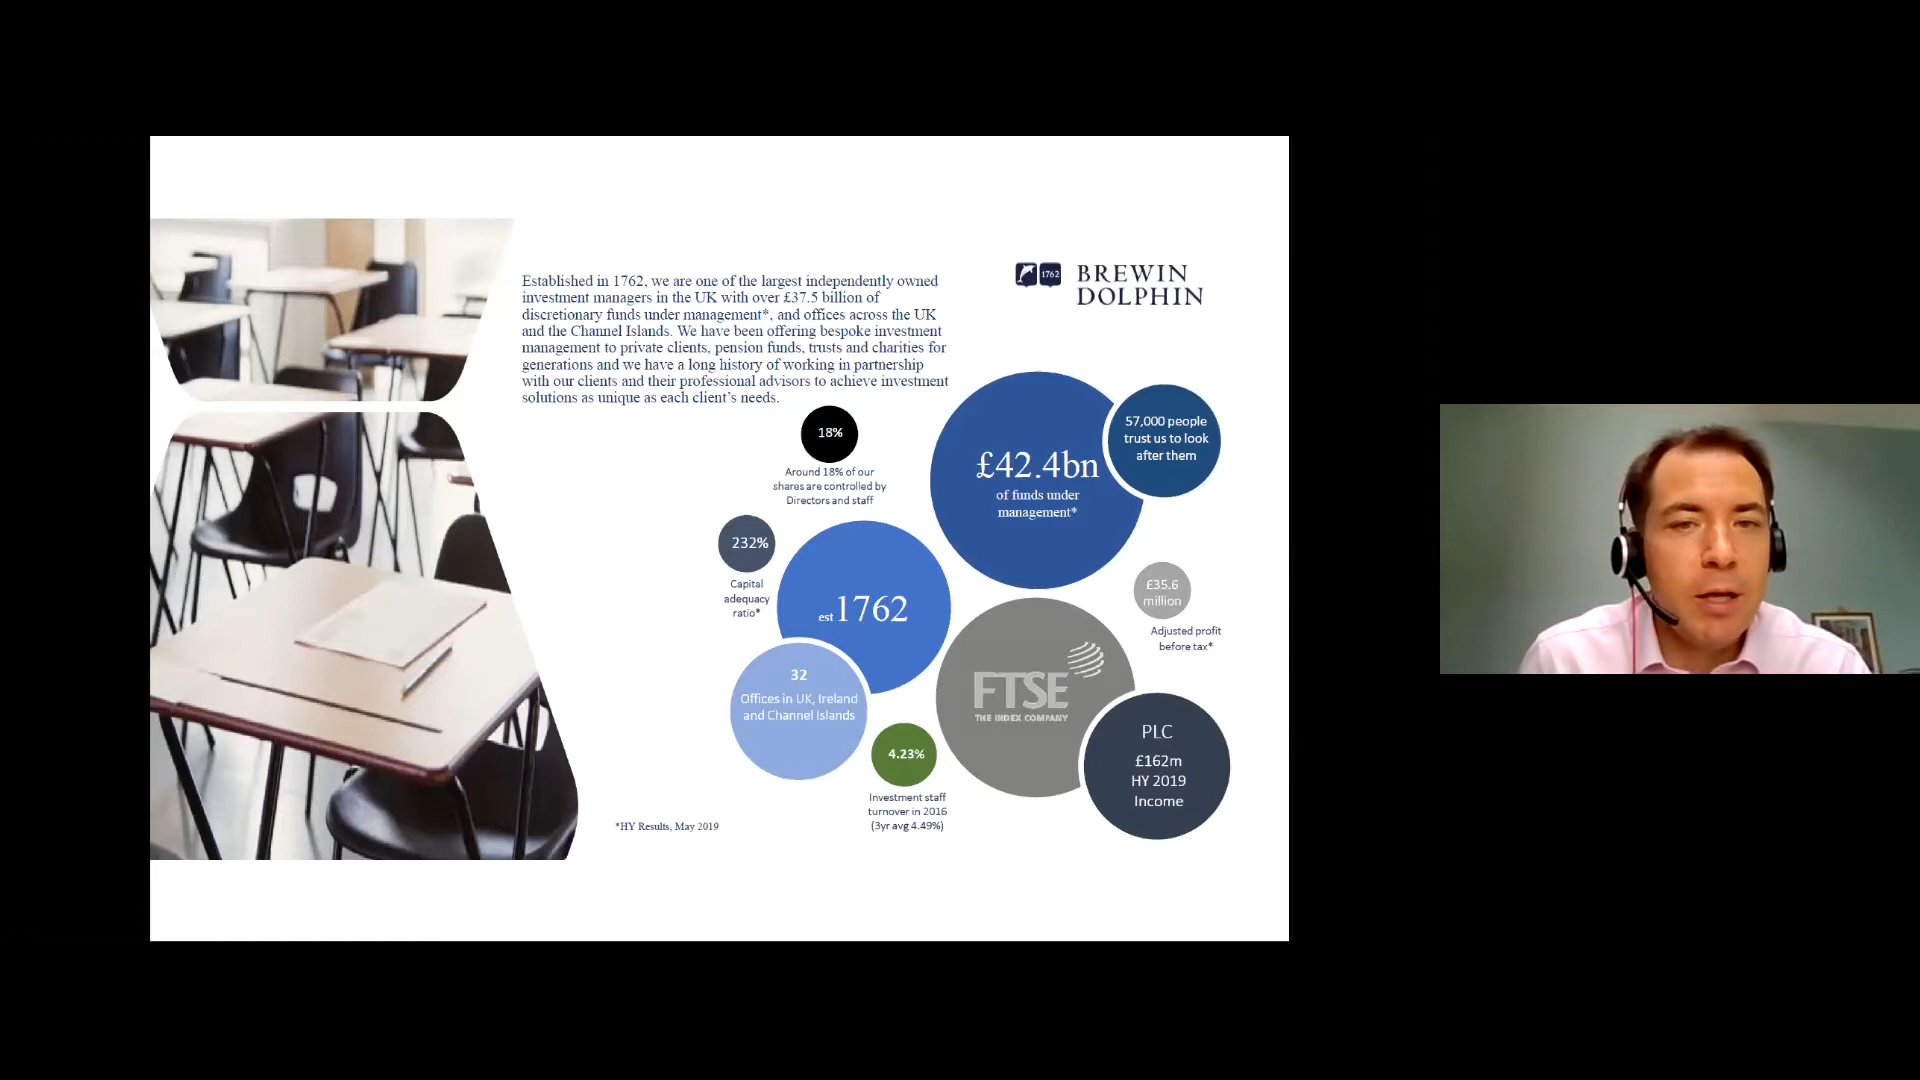 Established in 1762, we are one of the largest independently owned
investment managers in the UK with over £37.5 billion of
discretionary funds under management*, and offices across the UK
and the Channel Islands. We have been offering bespoke investment
management to private clients, pension funds, trusts and charities for
generations and we have a long history of working in partnership
with our clients and their professional advisors to achieve investment
solutions as unique as each client's needs.
1762
BREWIN
DOLPHIN
18%
Around 18% of our
shares are controlled by
Directors and staff
£42.4bn
of funds under
management*
57,000 people
trust us to look
after them
232%
Capital
adequacy
ratio*
est 1762
£35.6
million
Adjusted profit
before tax*
32
Offices in UK, Ireland
and Channel Islands
FTSE
THE INDEX COMPANY
4.23%
Investment staff
turnover in 2016
(3yr avg 4.49%)
PLC
£162m
HY 2019
Income
*HY Results, May 2019